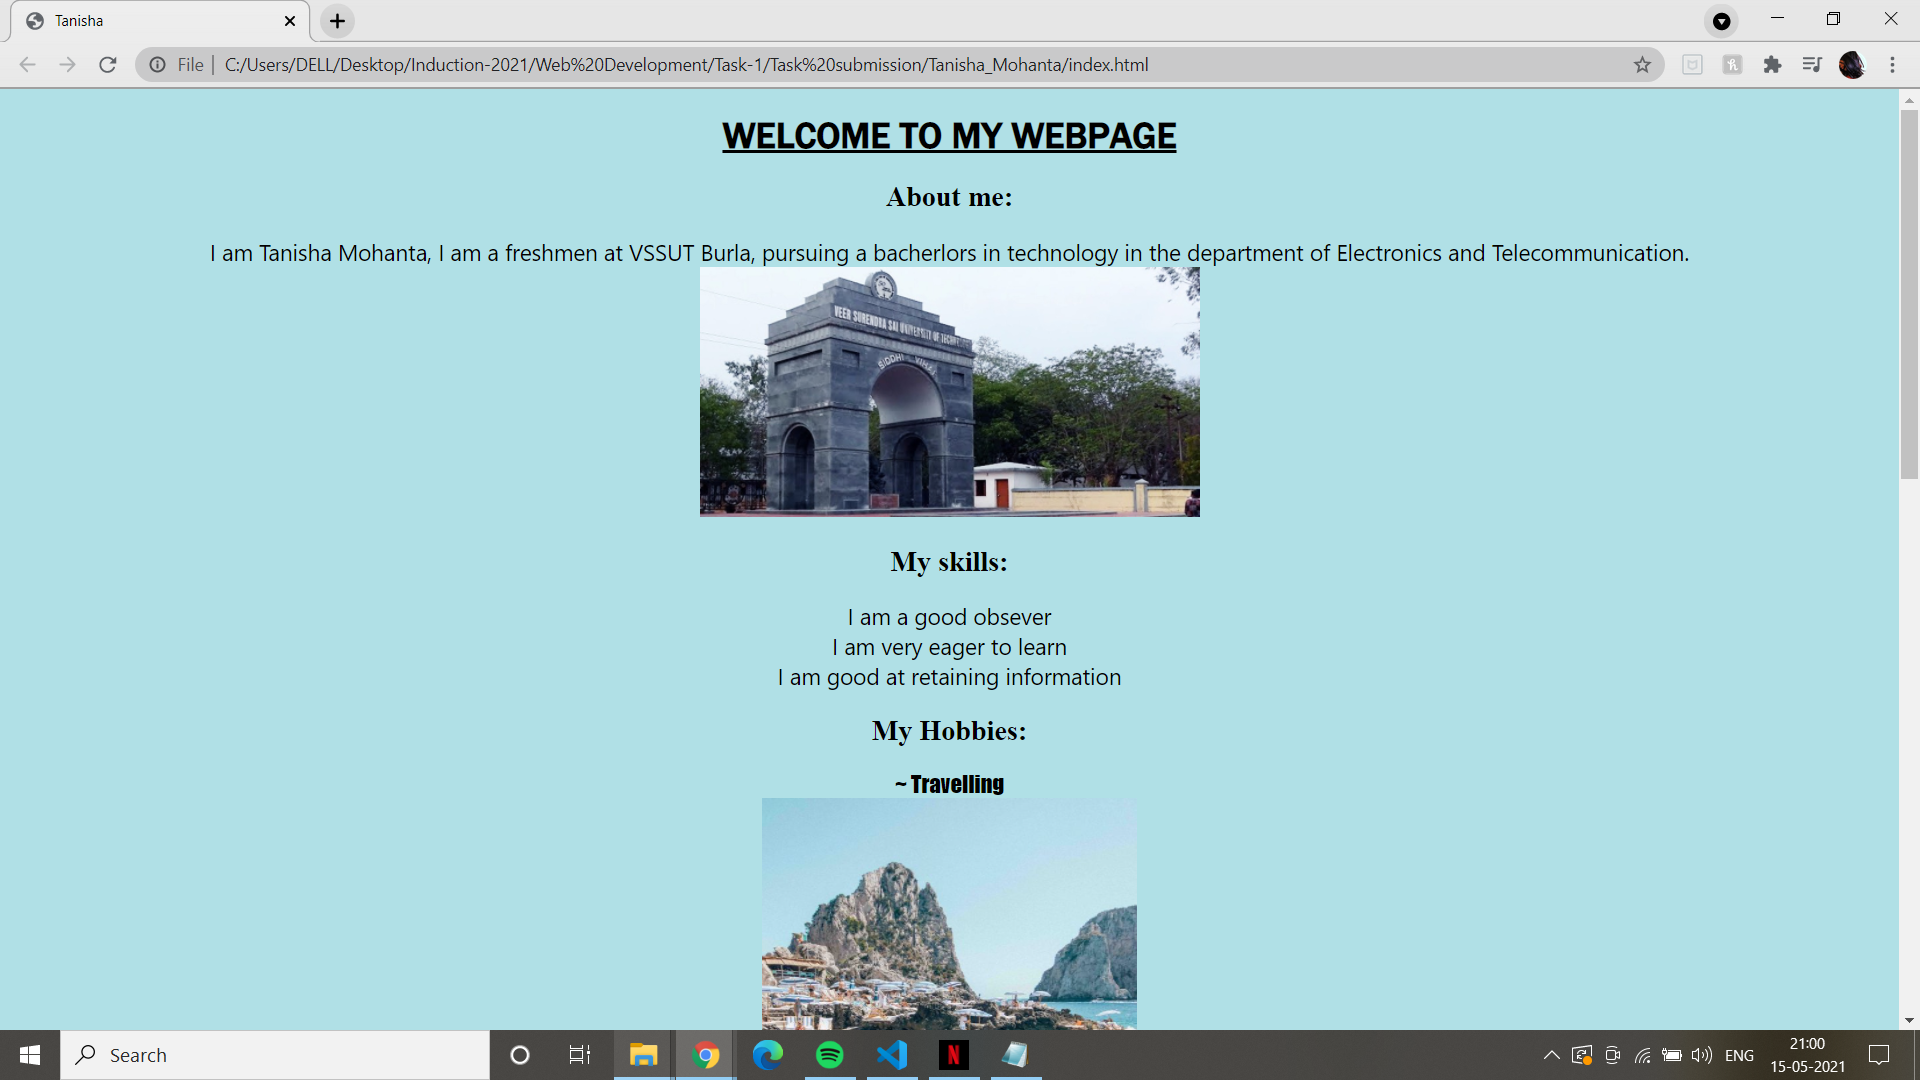 Tanisha
File
C:/Users/DELL/Desktop/Induction-2021/Web%20Development/Task-1/Task%20submission/Tanisha_Mohanta/index.html
WELCOME TO MY WEBPAGE
About me:
I am Tanisha Mohanta, I am a freshmen at VSSUT Burla, pursuing a bacherlors in technology in the department of Electronics and Telecommunication.
VEER SURENDRA SAI UNIVERSITY OF
My skills:
I am a good obsever
I am very eager to learn
I am good at retaining information
My Hobbies:
~ Travelling
Search
N
ENG
21:00
15-05-2021